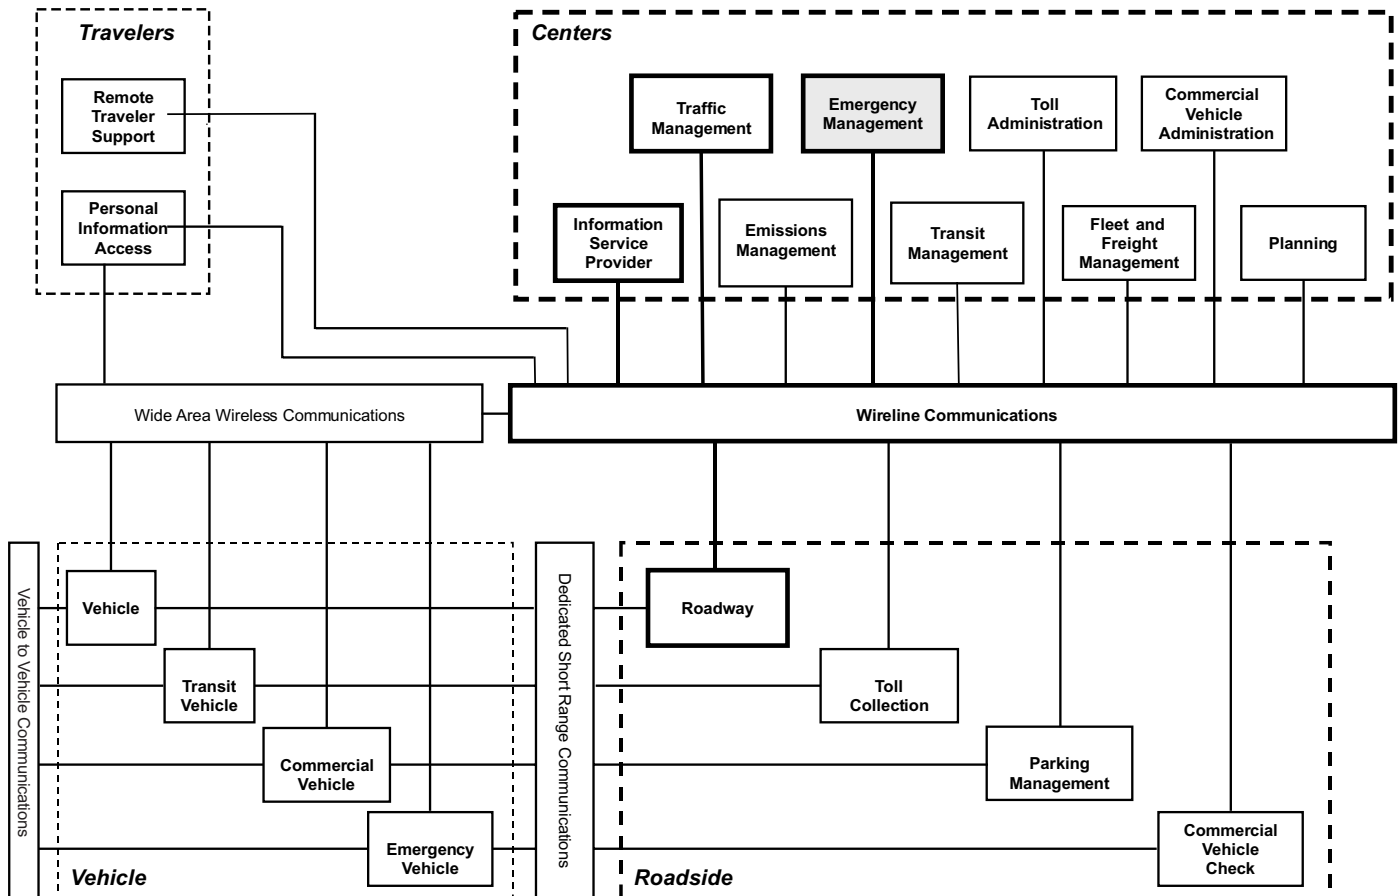 Travelers
Remote
Traveler
Support
Personal
Information
Access
Centers
Traffic
Management
Emergency
Management
Toll
Administration
Commercial
Vehicle
Administration
Information
Service
Provider
Emissions
Management
Transit
Management
Fleet and
Freight
Management
Planning
Wide Area Wireless Communications
Wireline Communications
Vehicle to Vehicle Communications
Vehicle
Transit
Vehicle
Commercial
Vehicle
Emergency
Vehicle
Vehicle
Dedicated Short Range Communications
Roadway
Toll
Collection
Parking
Management
Commercial
Vehicle
Check
Roadside